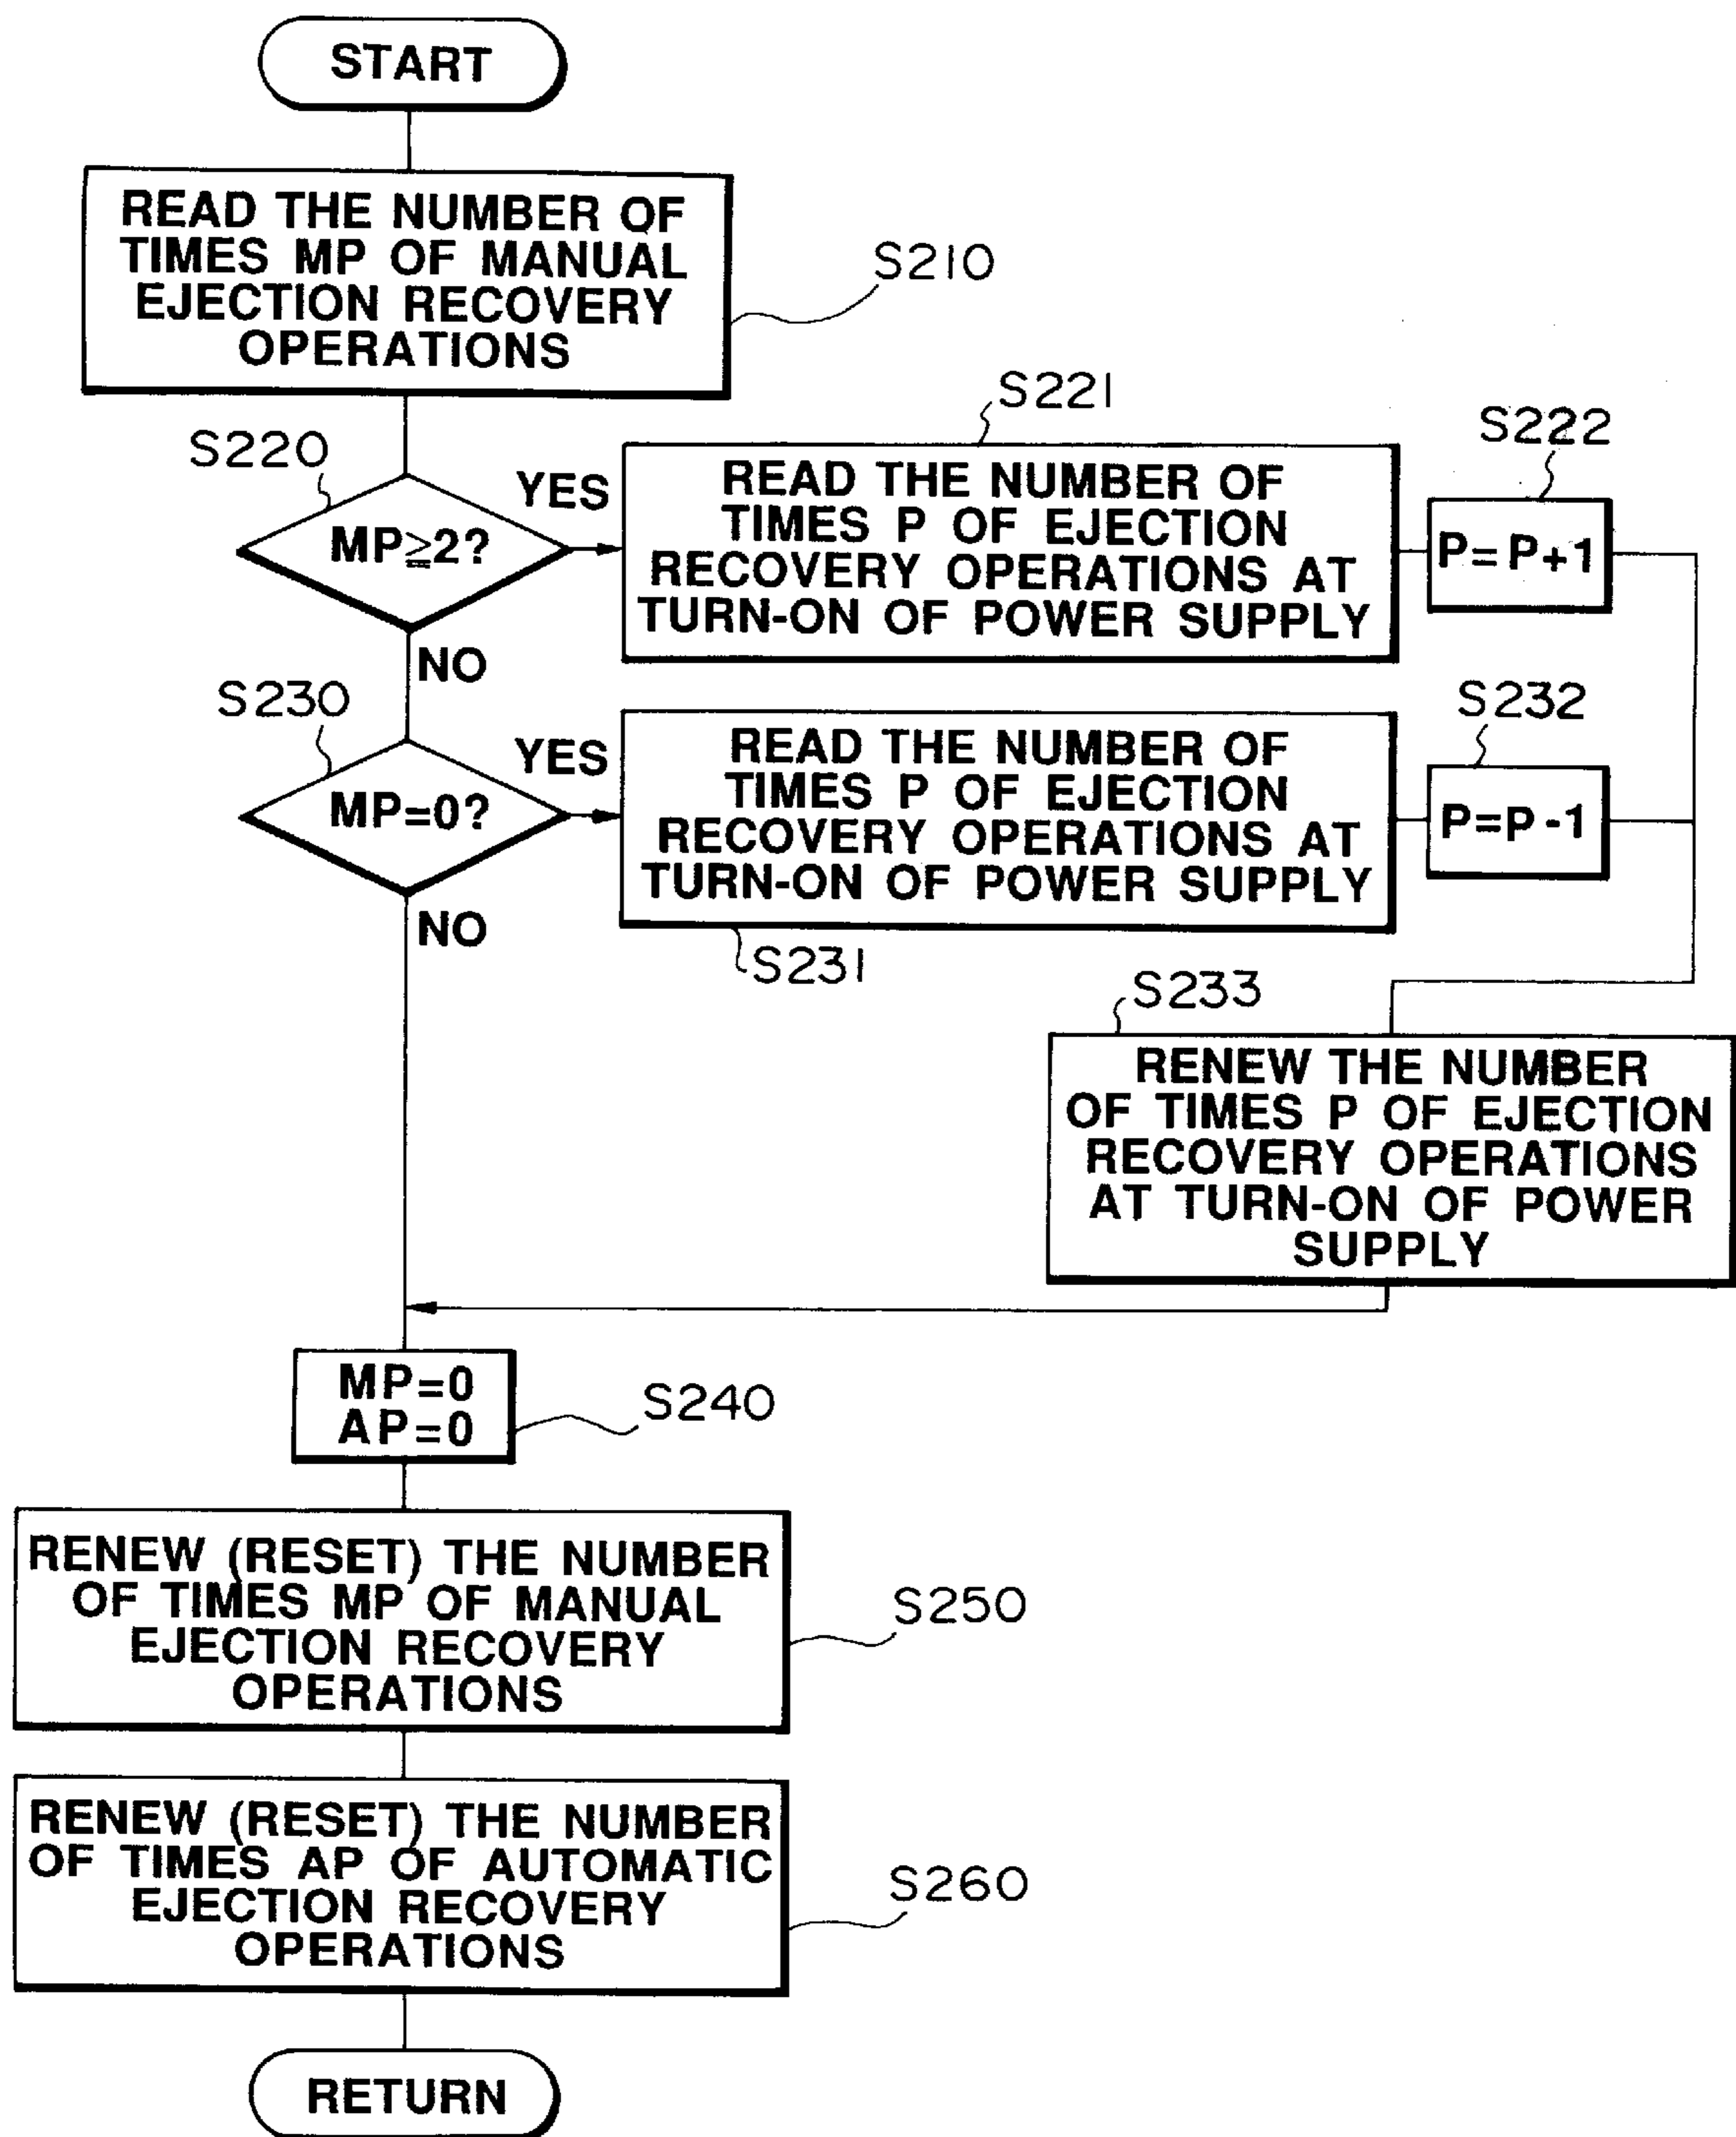 START
READ THE NUMBER OF
TIMES MP OF MANUAL
EJECTION RECOVERY
OPERATIONS
S210
S220
MP≧2?
YES
NO
S221
READ THE NUMBER OF
TIMES P OF EJECTION
RECOVERY OPERATIONS AT
TURN-ON OF POWER SUPPLY
S222
P=P+1
S230
MP=0?
YES
NO
READ THE NUMBER OF
TIMES P OF EJECTION
RECOVERY OPERATIONS AT
TURN-ON OF POWER SUPPLY
S231
S232
P=P-1
S233
RENEW THE NUMBER
OF TIMES P OF EJECTION
RECOVERY OPERATIONS
AT TURN-ON OF POWER
SUPPLY
MP=0
AP=0
S240
RENEW (RESET) THE NUMBER
OF TIMES MP OF MANUAL
EJECTION RECOVERY
OPERATIONS
S250
RENEW (RESET) THE NUMBER
OF TIMES AP OF AUTOMATIC
EJECTION RECOVERY
OPERATIONS
S260
RETURN